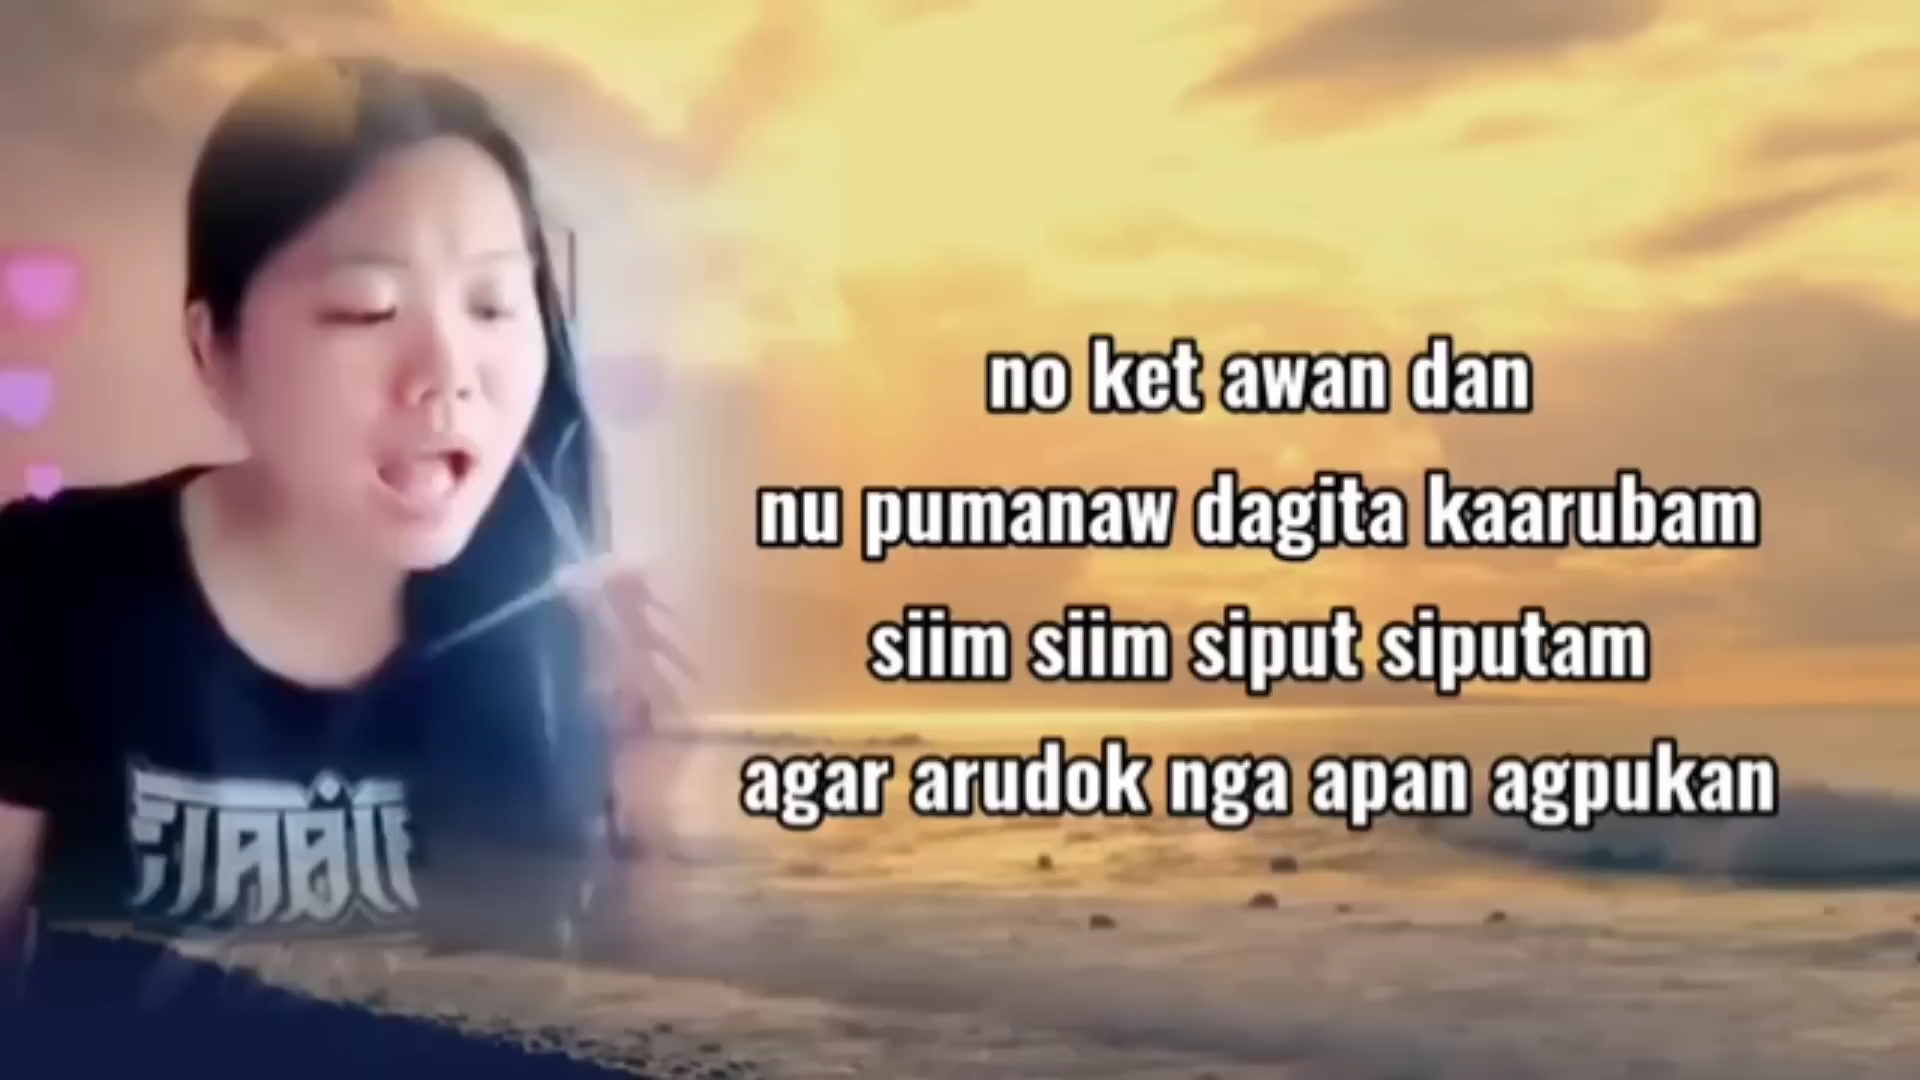 no ket awan dan
nu pumanaw dagita kaarubam
siim siim siput siputam
agar arudok nga apan agpukan